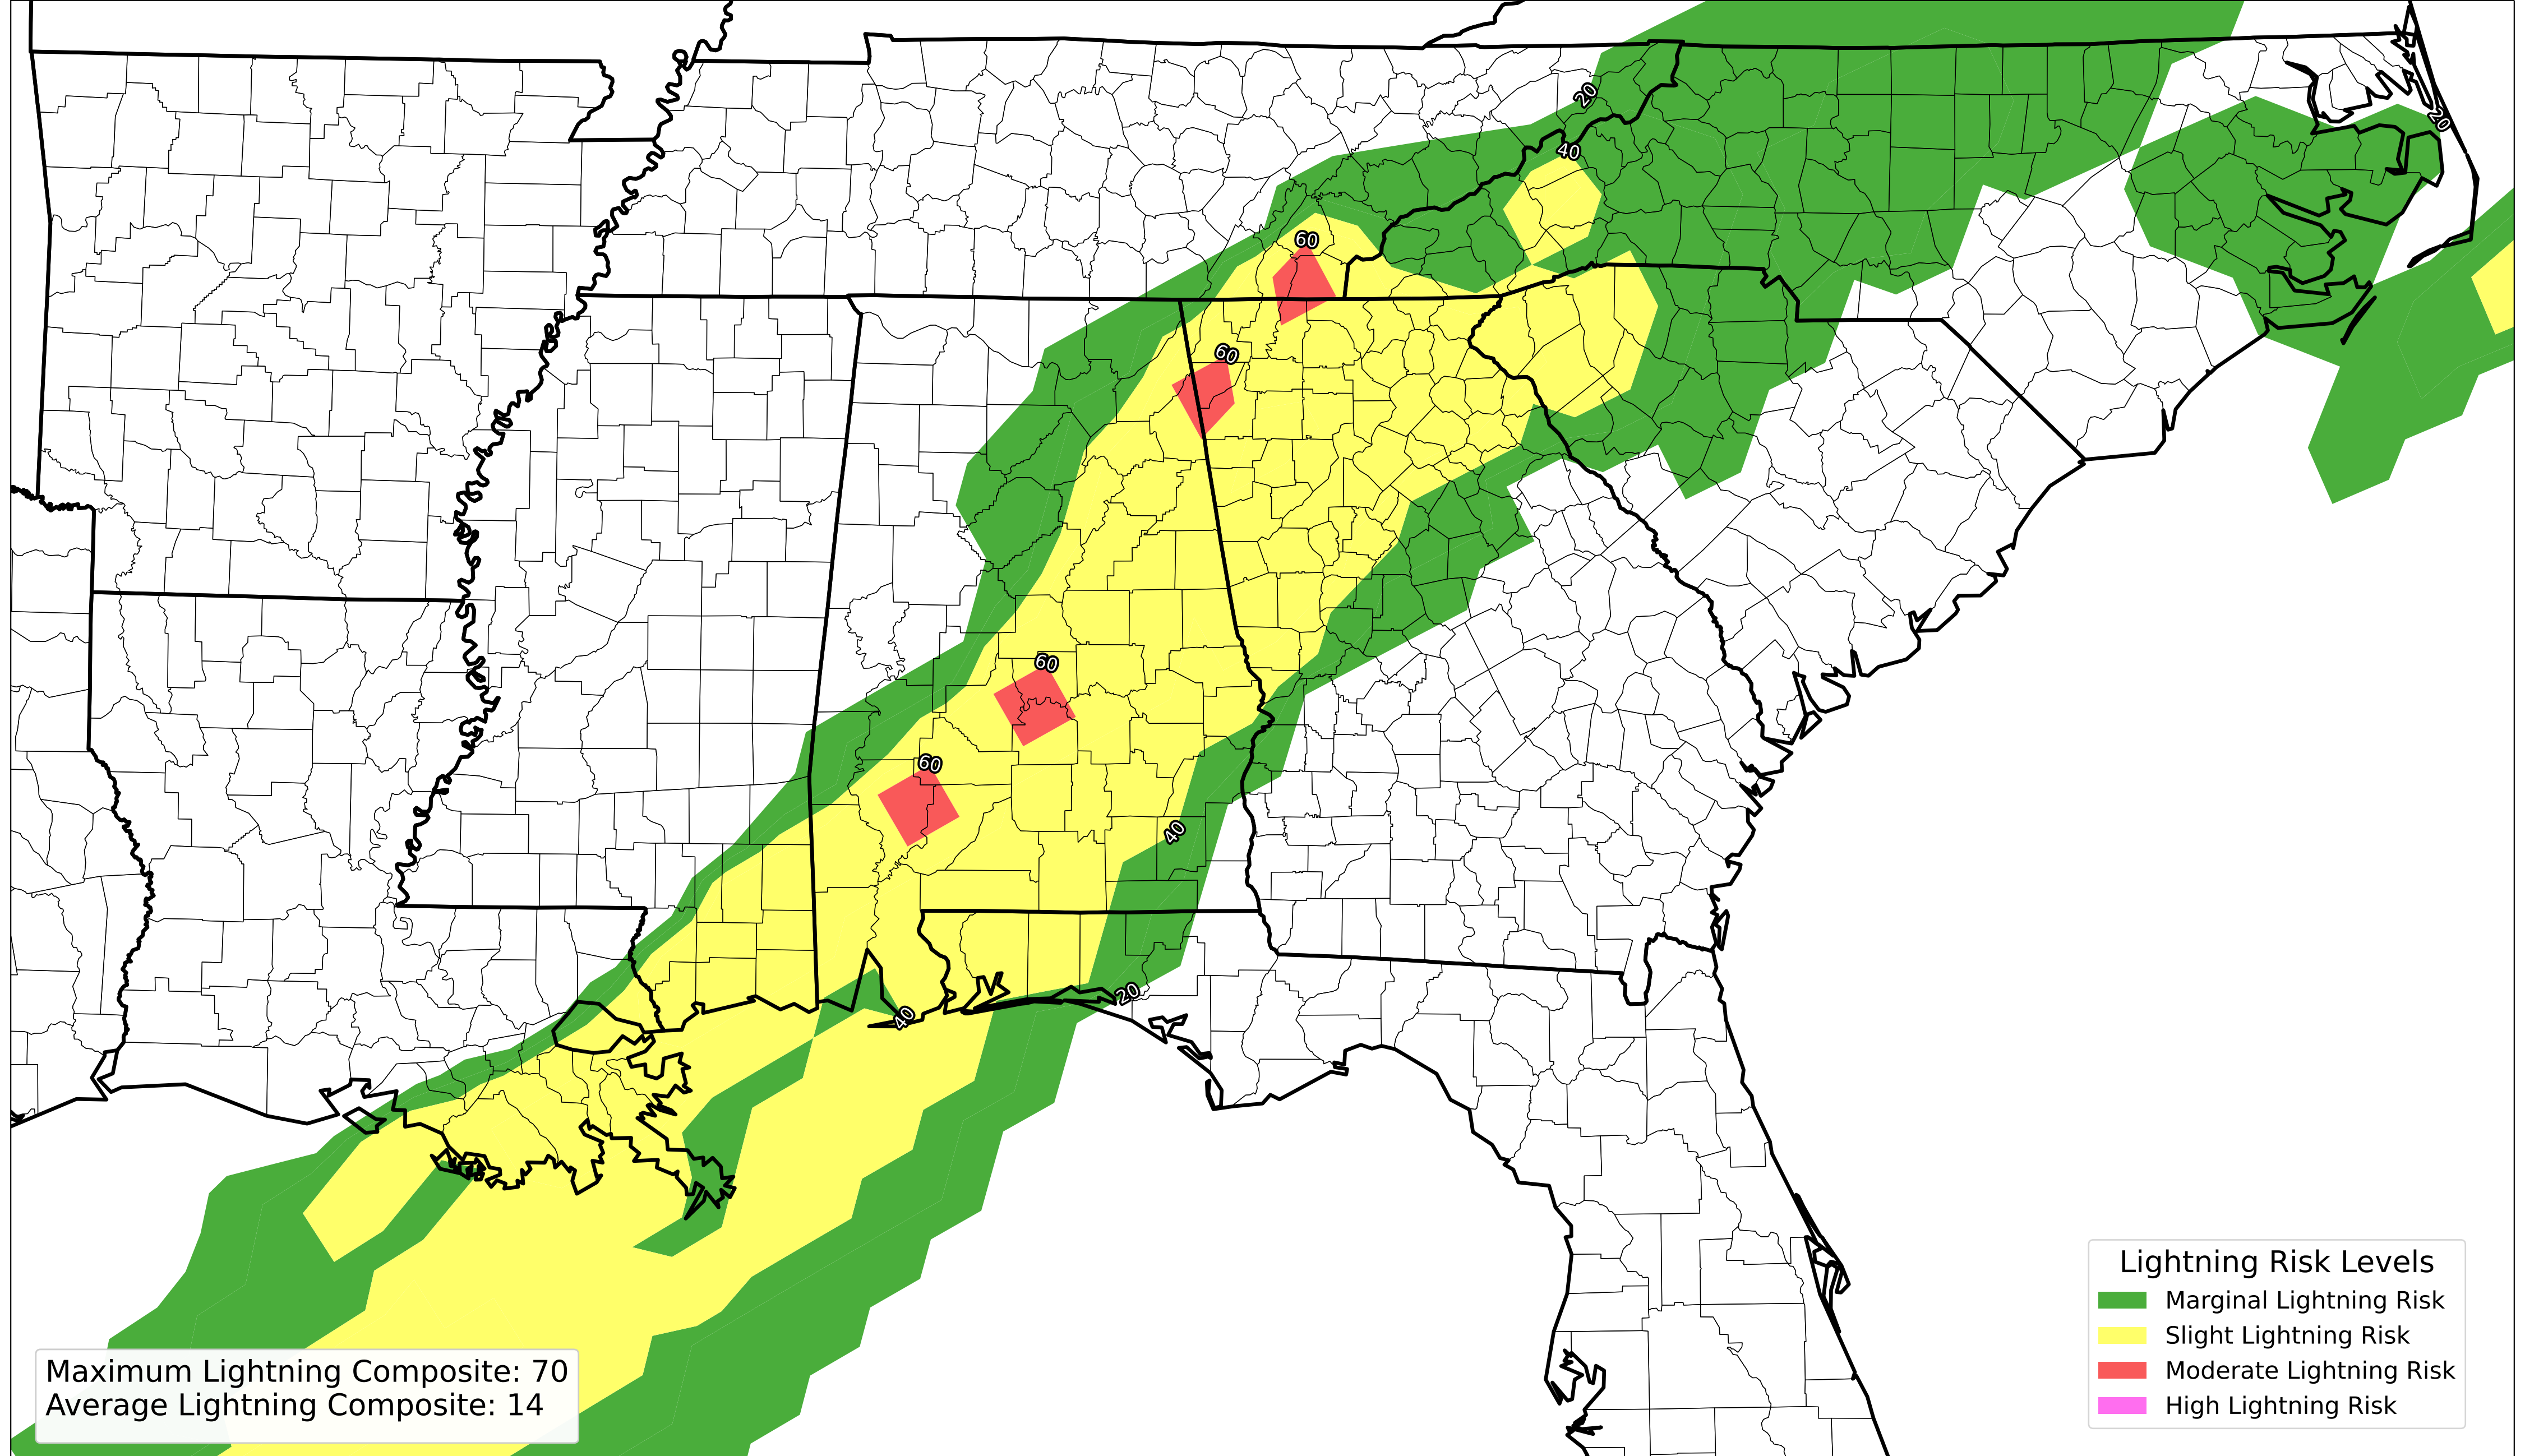 20
20
40
60
60
60
60
40
20
40
Lightning Risk Levels
Marginal Lightning Risk
Slight Lightning Risk
Moderate Lightning Risk
High Lightning Risk
Maximum Lightning Composite: 70
Average Lightning Composite: 14